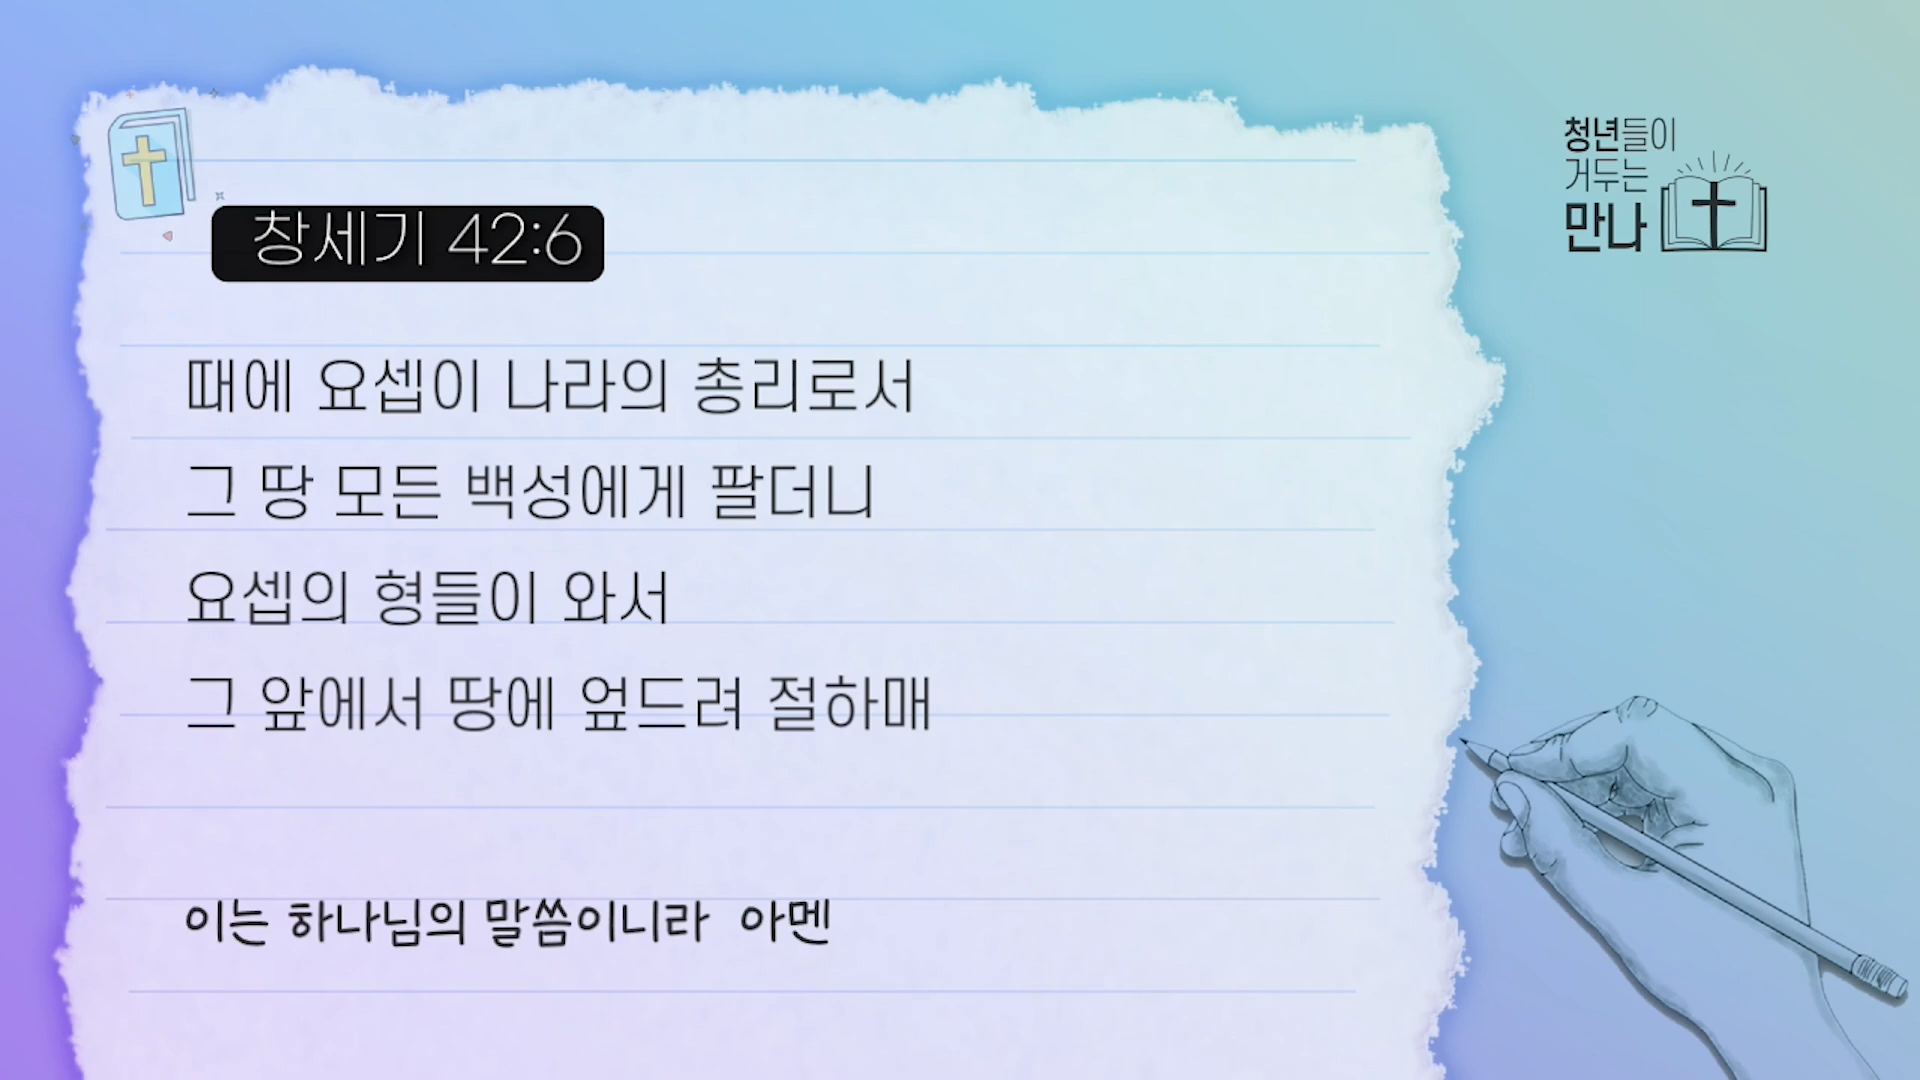 창세기 42:6
때에 요셉이 나라의 총리로서
그 땅 모든 백성에게 팔더니
요셉의 형들이 와서
그 앞에서 땅에 엎드려 절하매
이는 하나님의 말씀이니라 아멘
청년들이
거두는
만나